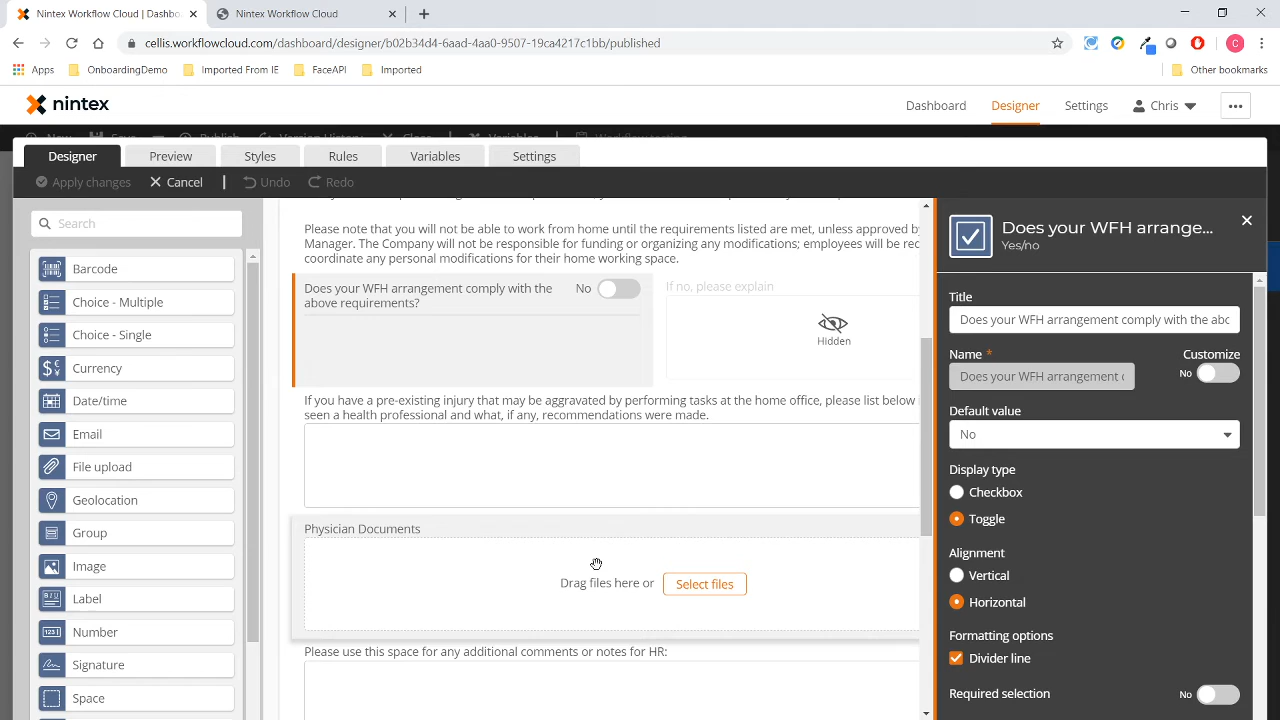 Nintex Workflow Cloud | Dashbo
Nintex Workflow Cloud
cellis.workflowcloud.com/dashboard/designer/b02b34d4-6aad-4aa0-9507-19ca4217c1bb/published
Apps OnboardingDemo Imported From IE FaceAPI Imported Other bookmarks
nintex Dashboard Designer Settings Chris
New Save Publish Version History Close Variables Workflow testing
Designer Preview Styles Rules Variables Settings
Apply changes Cancel Undo Redo
Search
Barcode
Choice - Multiple
Choice - Single
Currency
Date/time
Email
File upload
Geolocation
Group
Image
Label
Number
Signature
Space
Please note that you will not be able to work from home until the requirements listed are met, unless approved by
Manager. The Company will not be responsible for funding or organizing any modifications; employees will be rec
coordinate any personal modifications for their home working space.
Does your WFH arrangement comply with the
above requirements?
No
If no, please explain
Hidden
If you have a pre-existing injury that may be aggravated by performing tasks at the home office, please list below
seen a health professional and what, if any, recommendations were made.
Physician Documents
Drag files here or Select files
Please use this space for any additional comments or notes for HR:
Does your WFH arrange...
Yes/no
Title
Does your WFH arrangement comply with the abc
Name * Customize
Does your WFH arrangement c No
Default value
No
Display type
Checkbox
Toggle
Alignment
Vertical
Horizontal
Formatting options
Divider line
Required selection No